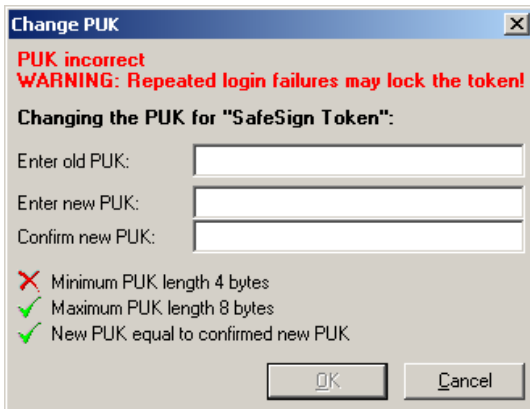 Change PUK
PUK incorrect
WARNING: Repeated login failures may lock the token!
Changing the PUK for "SafeSign Token":
Enter old PUK:
Enter new PUK:
Confirm new PUK:
Minimum PUK length 4 bytes
Maximum PUK length 8 bytes
New PUK equal to confirmed new PUK
OK Cancel